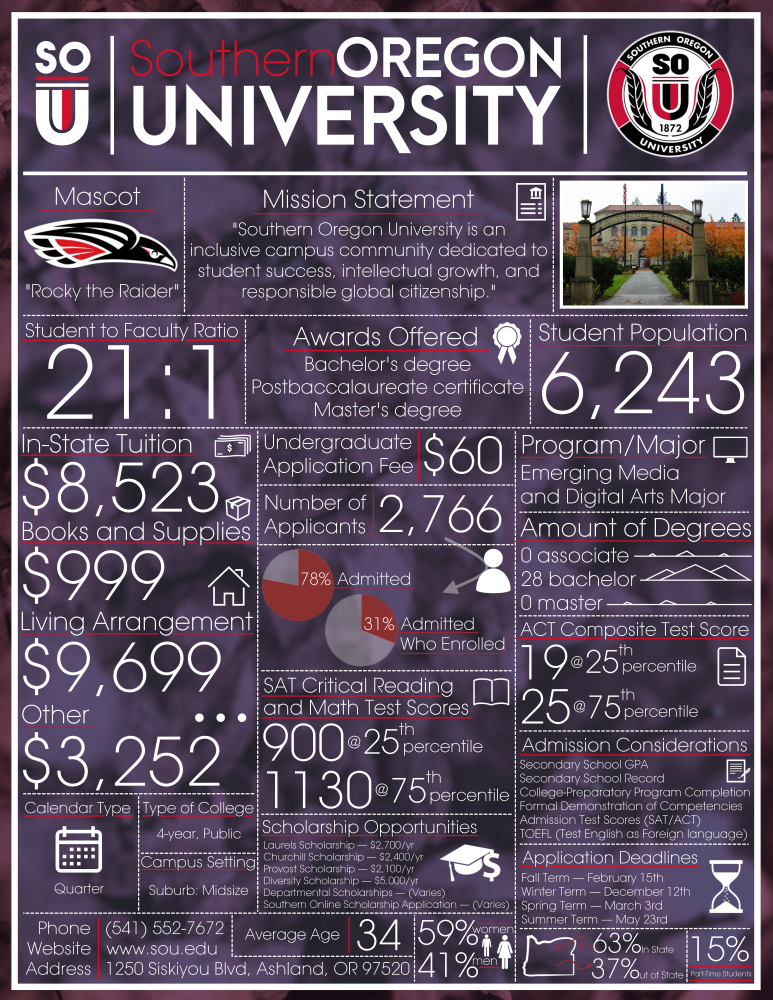 SO
U
SouthernOREGON
UNIVERSITY
SOUTHERN OREGON
SO
U
1872
UNIVERSITY
Mascot
"Rocky the Raider"
Mission Statement
"Southern Oregon University is an
inclusive campus community dedicated to
student success, intellectual growth, and
responsible global citizenship."
Student to Faculty Ratio
21:1
Awards Offered
Bachelor's degree
Postbaccalaureate certificate
Master's degree
Student Population
6,243
In-State Tuition
$8,523
Books and Supplies
$999
Living Arrangement
$9,699
Other
$3,252
Undergraduate
Application Fee
$60
Number of
Applicants
2,766
78% Admitted
31% Admitted
Who Enrolled
SAT Critical Reading
and Math Test Scores
900@25th percentile
1130@75th percentile
Scholarship Opportunities
Laurels Scholarship — $2,700/yr
Churchill Scholarship — $2,400/yr
Provost Scholarship — $2,100/yr
Diversity Scholarship — $5,000/yr
Departmental Scholarships — (Varies)
Southern Online Scholarship Application — (Varies)
$
Program/Major
Emerging Media
and Digital Arts Major
Amount of Degrees
0 associate
28 bachelor
0 master
ACT Composite Test Score
19@25th percentile
25@75th percentile
Admission Considerations
Secondary School GPA
Secondary School Record
College-Preparatory Program Completion
Formal Demonstration of Competencies
Admission Test Scores (SAT/ACT)
TOEFL (Test English as Foreign language)
Application Deadlines
Fall Term — February 15th
Winter Term — December 12th
Spring Term — March 3rd
Summer Term — May 23rd
Calendar Type
Quarter
Type of College
4-year, Public
Campus Setting
Suburb: Midsize
Phone (541) 552-7672
Website www.sou.edu
Address 1250 Siskiyou Blvd, Ashland, OR 97520
Average Age 34
59% women
41% men
63% In State
37% Out of State
15%
Part-Time Students